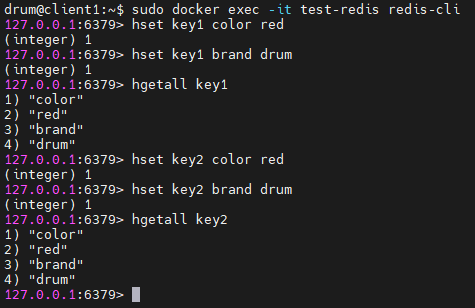 drum@client1:~$ sudo docker exec -it test-redis redis-cli
127.0.0.1:6379> hset key1 color red
(integer) 1
127.0.0.1:6379> hset key1 brand drum
(integer) 1
127.0.0.1:6379> hgetall key1
1) "color"
2) "red"
3) "brand"
4) "drum"
127.0.0.1:6379> hset key2 color red
(integer) 1
127.0.0.1:6379> hset key2 brand drum
(integer) 1
127.0.0.1:6379> hgetall key2
1) "color"
2) "red"
3) "brand"
4) "drum"
127.0.0.1:6379>